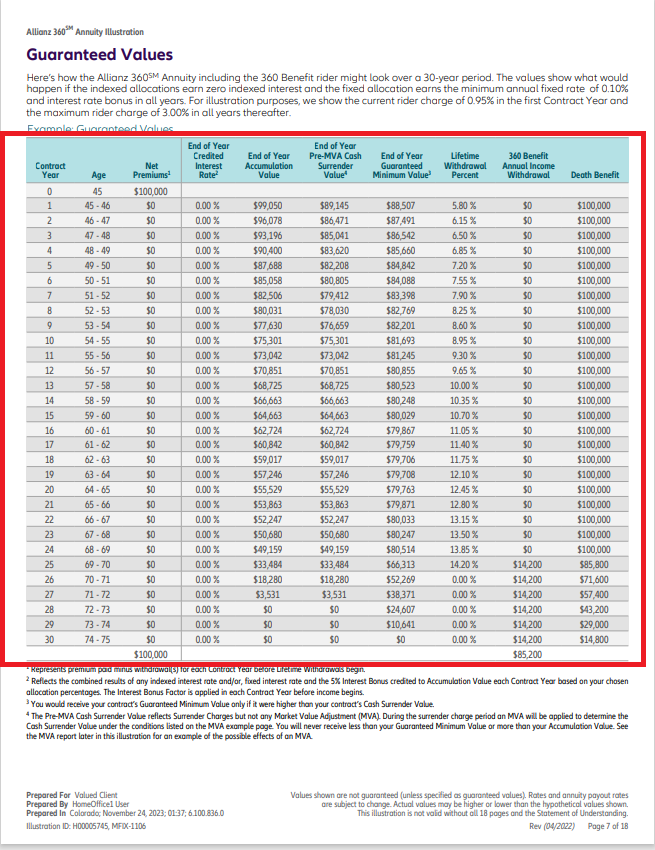 Allianz 360SM Annuity Illustration
Guaranteed Values
Here's how the Allianz 360SM Annuity including the 360 Benefit rider might look over a 30-year period. The values show what would
happen if the indexed allocations earn zero indexed interest and the fixed allocation earns the minimum annual fixed rate of 0.10%
and interest rate bonus in all years. For illustration purposes, we show the current rider charge of 0.95% in the first Contract Year and
the maximum rider charge of 3.00% in all years thereafter.
Example: Guaranteed Values
Contract Year Age Net Premiums1 End of Year Credited Interest Rate2 End of Year Accumulation Value End of Year Pre-MVA Cash Surrender Value4 End of Year Guaranteed Minimum Value3 Lifetime Withdrawal Percent 360 Benefit Annual Income Withdrawal Death Benefit
0 45 $100,000
1 45 - 46 $0 0.00 % $99,050 $89,145 $88,507 5.80 % $0 $100,000
2 46 - 47 $0 0.00 % $96,078 $86,471 $87,491 6.15 % $0 $100,000
3 47 - 48 $0 0.00 % $93,196 $85,041 $86,542 6.50 % $0 $100,000
4 48 - 49 $0 0.00 % $90,400 $83,620 $85,660 6.85 % $0 $100,000
5 49 - 50 $0 0.00 % $87,688 $82,208 $84,842 7.20 % $0 $100,000
6 50 - 51 $0 0.00 % $85,058 $80,805 $84,088 7.55 % $0 $100,000
7 51 - 52 $0 0.00 % $82,506 $79,412 $83,398 7.90 % $0 $100,000
8 52 - 53 $0 0.00 % $80,031 $78,030 $82,769 8.25 % $0 $100,000
9 53 - 54 $0 0.00 % $77,630 $76,659 $82,201 8.60 % $0 $100,000
10 54 - 55 $0 0.00 % $75,301 $75,301 $81,693 8.95 % $0 $100,000
11 55 - 56 $0 0.00 % $73,042 $73,042 $81,245 9.30 % $0 $100,000
12 56 - 57 $0 0.00 % $70,851 $70,851 $80,855 9.65 % $0 $100,000
13 57 - 58 $0 0.00 % $68,725 $68,725 $80,523 10.00 % $0 $100,000
14 58 - 59 $0 0.00 % $66,663 $66,663 $80,248 10.35 % $0 $100,000
15 59 - 60 $0 0.00 % $64,663 $64,663 $80,029 10.70 % $0 $100,000
16 60 - 61 $0 0.00 % $62,724 $62,724 $79,867 11.05 % $0 $100,000
17 61 - 62 $0 0.00 % $60,842 $60,842 $79,759 11.40 % $0 $100,000
18 62 - 63 $0 0.00 % $59,017 $59,017 $79,706 11.75 % $0 $100,000
19 63 - 64 $0 0.00 % $57,246 $57,246 $79,708 12.10 % $0 $100,000
20 64 - 65 $0 0.00 % $55,529 $55,529 $79,763 12.45 % $0 $100,000
21 65 - 66 $0 0.00 % $53,863 $53,863 $79,871 12.80 % $0 $100,000
22 66 - 67 $0 0.00 % $52,247 $52,247 $80,033 13.15 % $0 $100,000
23 67 - 68 $0 0.00 % $50,680 $50,680 $80,247 13.50 % $0 $100,000
24 68 - 69 $0 0.00 % $49,159 $49,159 $80,514 13.85 % $0 $100,000
25 69 - 70 $0 0.00 % $33,484 $33,484 $66,313 14.20 % $14,200 $85,800
26 70 - 71 $0 0.00 % $18,280 $18,280 $52,269 0.00 % $14,200 $71,600
27 71 - 72 $0 0.00 % $3,531 $3,531 $38,371 0.00 % $14,200 $57,400
28 72 - 73 $0 0.00 % $0 $0 $24,607 0.00 % $14,200 $43,200
29 73 - 74 $0 0.00 % $0 $0 $10,641 0.00 % $14,200 $29,000
30 74 - 75 $0 0.00 % $0 $0 $0 0.00 % $14,200 $14,800
$100,000 $85,200
1 Represents premium paid minus withdrawal(s) for each Contract Year before Lifetime Withdrawals begin.
2 Reflects the combined results of any indexed interest rate and/or, fixed interest rate and the 5% Interest Bonus credited to Accumulation Value each Contract Year based on your chosen
allocation percentages. The Interest Bonus Factor is applied in each Contract Year before income begins.
3 You would receive your contract's Guaranteed Minimum Value only if it were higher than your contract's Cash Surrender Value.
4 The Pre-MVA Cash Surrender Value reflects Surrender Charges but not any Market Value Adjustment (MVA). During the surrender charge period an MVA will be applied to determine the
Cash Surrender Value under the conditions listed on the MVA example page. You will never receive less than your Guaranteed Minimum Value or more than your Accumulation Value. See
the MVA report later in this illustration for an example of the possible effects of an MVA.
Prepared For Valued Client
Prepared By HomeOffice1 User
Prepared In Colorado; November 24, 2023; 01:37; 6.100.836.0
Illustration ID: H00005745, MFIX-1106
Values shown are not guaranteed (unless specified as guaranteed values). Rates and annuity payout rates
are subject to change. Actual values may be higher or lower than the hypothetical values shown.
This illustration is not valid without all 18 pages and the Statement of Understanding.
Rev (04/2022) Page 7 of 18